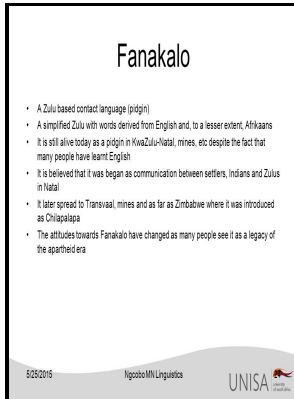 Fanakalo
• A Zulu based contact language (pidgin)
• A simplified Zulu with words derived from English and, to a lesser extent, Afrikaans
• It is still alive today as a pidgin in KwaZulu-Natal, mines, etc despite the fact that
many people have learnt English
• It is believed that it was began as communication between settlers, Indians and Zulus
in Natal
• It later spread to Transvaal, mines and as far as Zimbabwe where it was introduced
as Chilapalapa
• The attitudes towards Fanakalo have changed as many people see it as a legacy of
the apartheid era
5/25/2015 Ngcobo MN Linguistics
UNISA